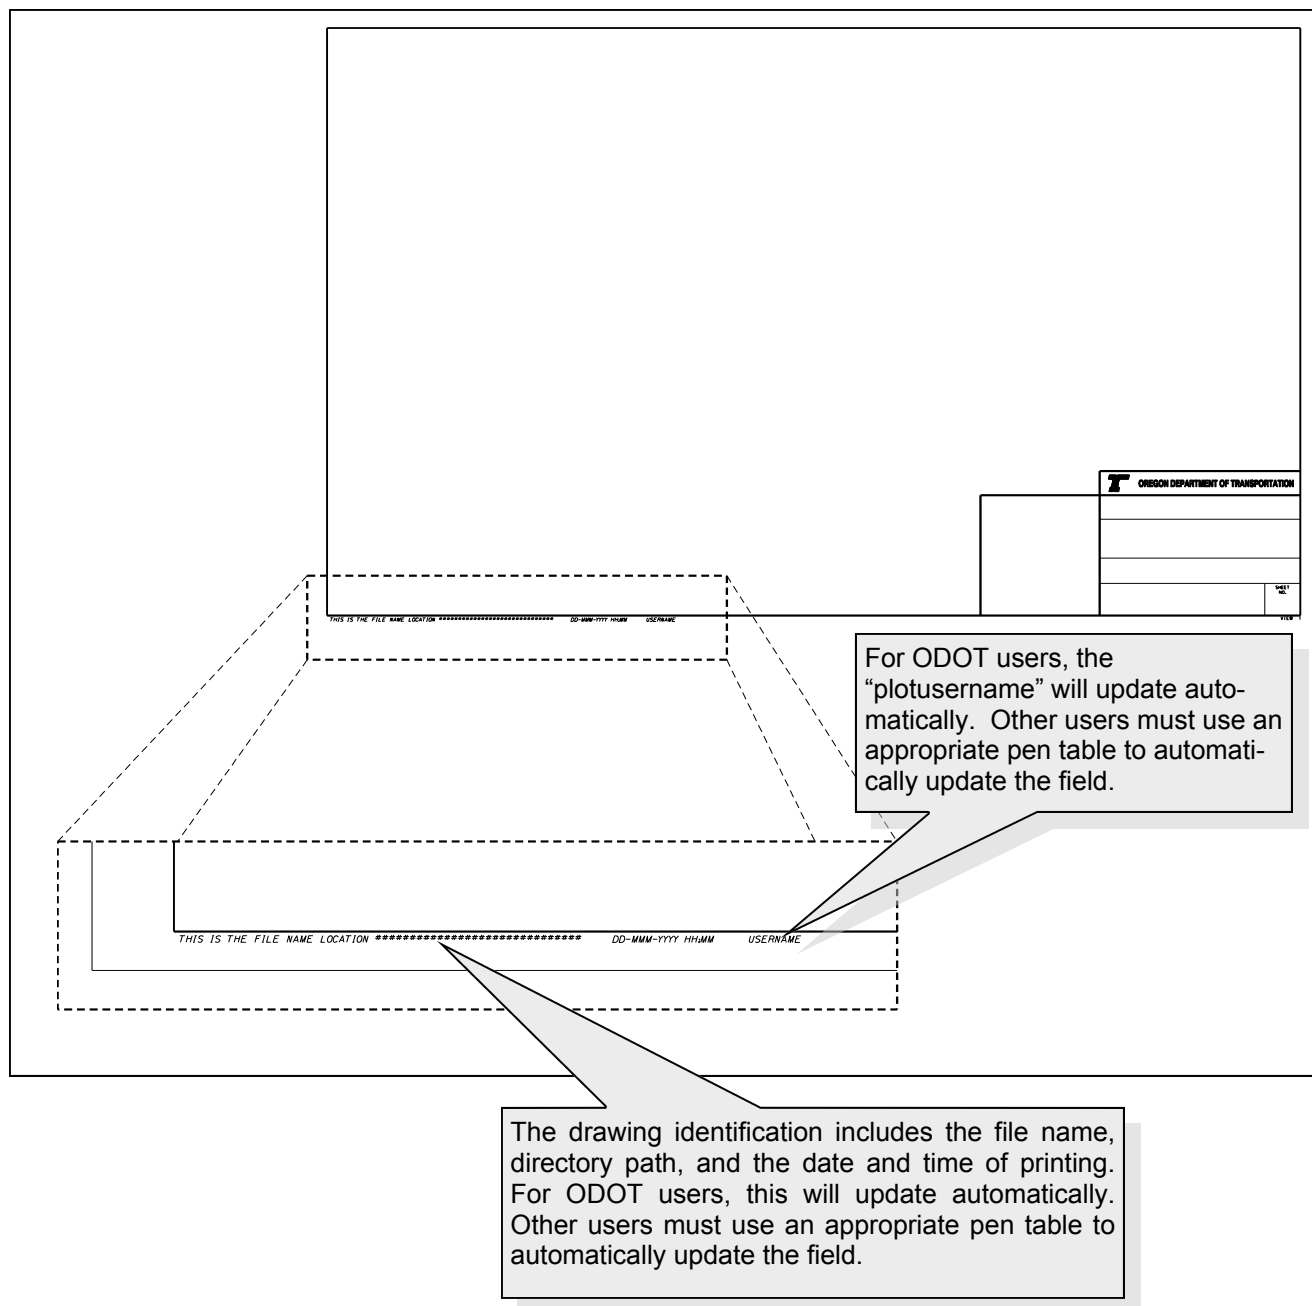 OREGON DEPARTMENT OF TRANSPORTATION
SHEET
NO.
VIEW
THIS IS THE FILE NAME LOCATION ############################## DD-MMM-YYYY HH:MM USERNAME
For ODOT users, the
“plotusername” will update auto-
matically.  Other users must use an
appropriate pen table to automati-
cally update the field.
THIS IS THE FILE NAME LOCATION ############################## DD-MMM-YYYY HH:MM USERNAME
The drawing identification includes the file name,
directory path, and the date and time of printing.
For ODOT users, this will update automatically.
Other users must use an appropriate pen table to
automatically update the field.